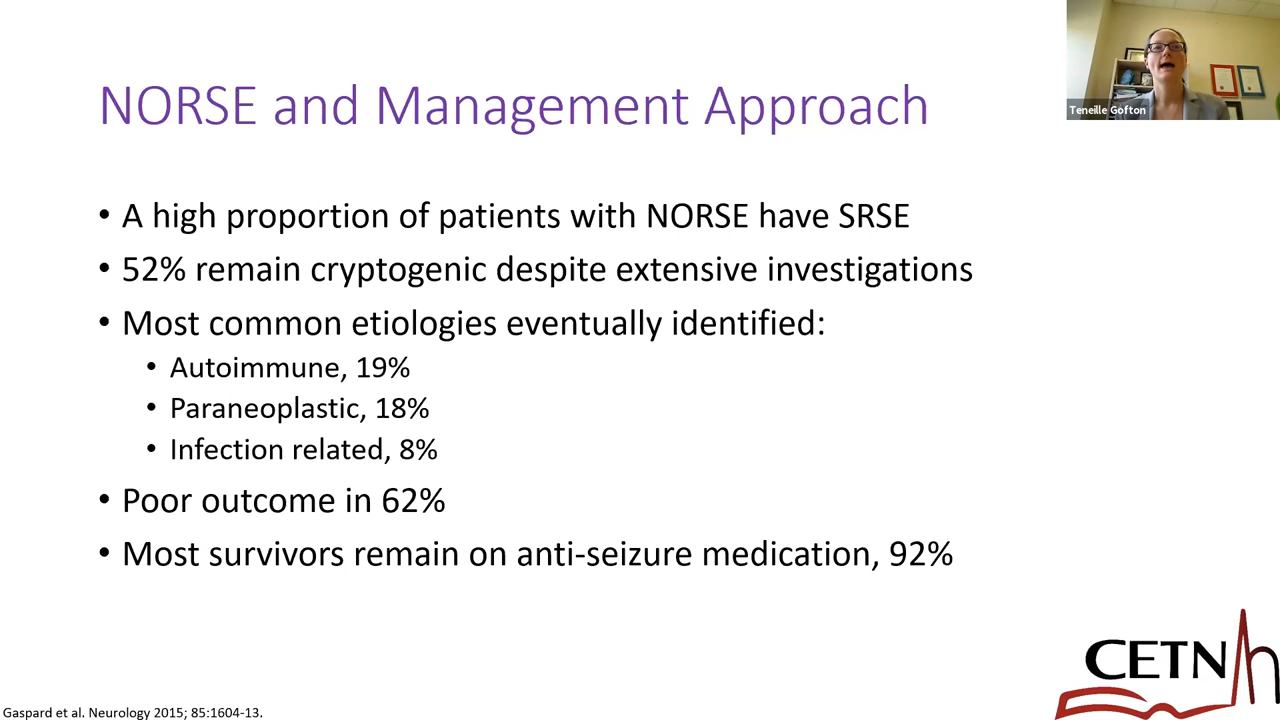 Teneille Gofton
NORSE and Management Approach
• A high proportion of patients with NORSE have SRSE
• 52% remain cryptogenic despite extensive investigations
• Most common etiologies eventually identified:
• Autoimmune, 19%
• Paraneoplastic, 18%
• Infection related, 8%
• Poor outcome in 62%
• Most survivors remain on anti-seizure medication, 92%
CETN
Gaspard et al. Neurology 2015; 85:1604-13.